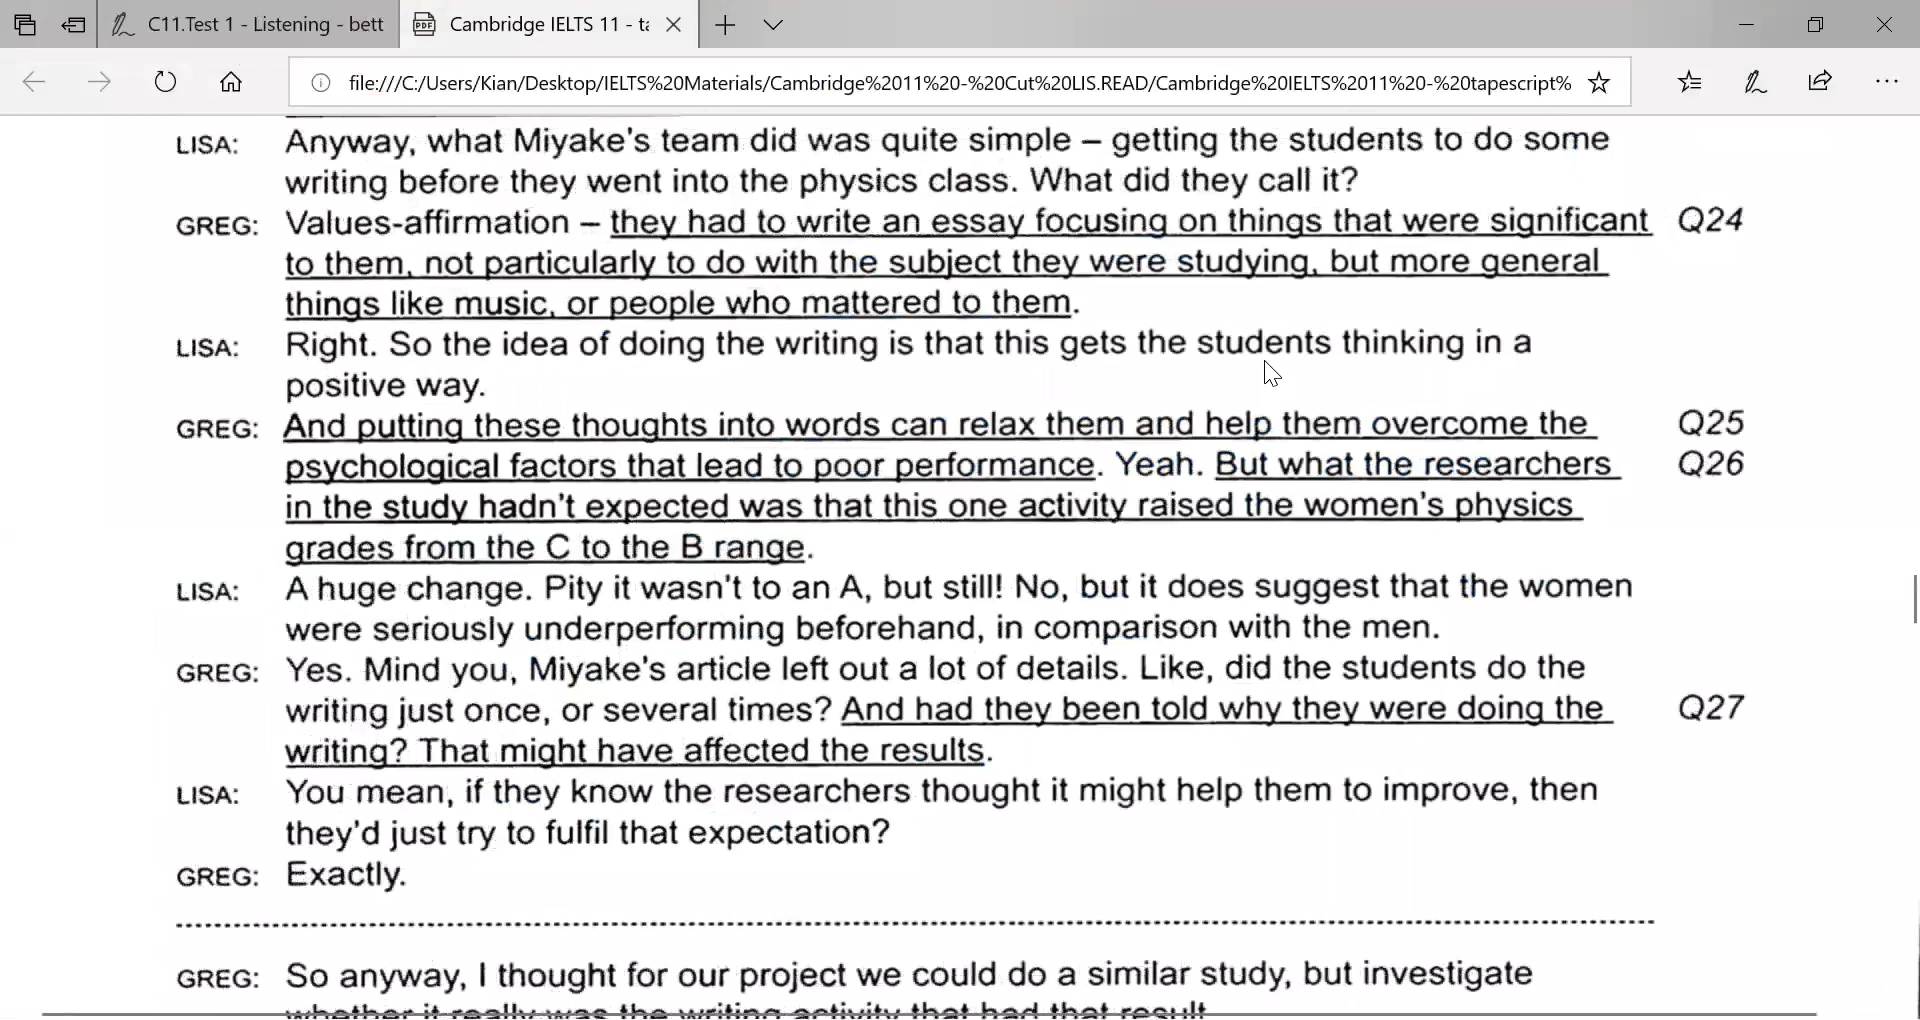 C11.Test 1 - Listening - bett
Cambridge IELTS 11 - ta
file:///C:/Users/Kian/Desktop/IELTS%20Materials/Cambridge%2011%20-%20Cut%20LIS.READ/Cambridge%20IELTS%2011%20-%20tapescript%
LISA: Anyway, what Miyake's team did was quite simple – getting the students to do some
writing before they went into the physics class. What did they call it?
GREG: Values-affirmation – they had to write an essay focusing on things that were significant Q24
to them, not particularly to do with the subject they were studying, but more general
things like music, or people who mattered to them.
LISA: Right. So the idea of doing the writing is that this gets the students thinking in a
positive way.
GREG: And putting these thoughts into words can relax them and help them overcome the Q25
psychological factors that lead to poor performance. Yeah. But what the researchers Q26
in the study hadn't expected was that this one activity raised the women's physics
grades from the C to the B range.
LISA: A huge change. Pity it wasn't to an A, but still! No, but it does suggest that the women
were seriously underperforming beforehand, in comparison with the men.
GREG: Yes. Mind you, Miyake's article left out a lot of details. Like, did the students do the
writing just once, or several times? And had they been told why they were doing the Q27
writing? That might have affected the results.
LISA: You mean, if they know the researchers thought it might help them to improve, then
they'd just try to fulfil that expectation?
GREG: Exactly.
GREG: So anyway, I thought for our project we could do a similar study, but investigate
whether it really was the writing activity that had that result